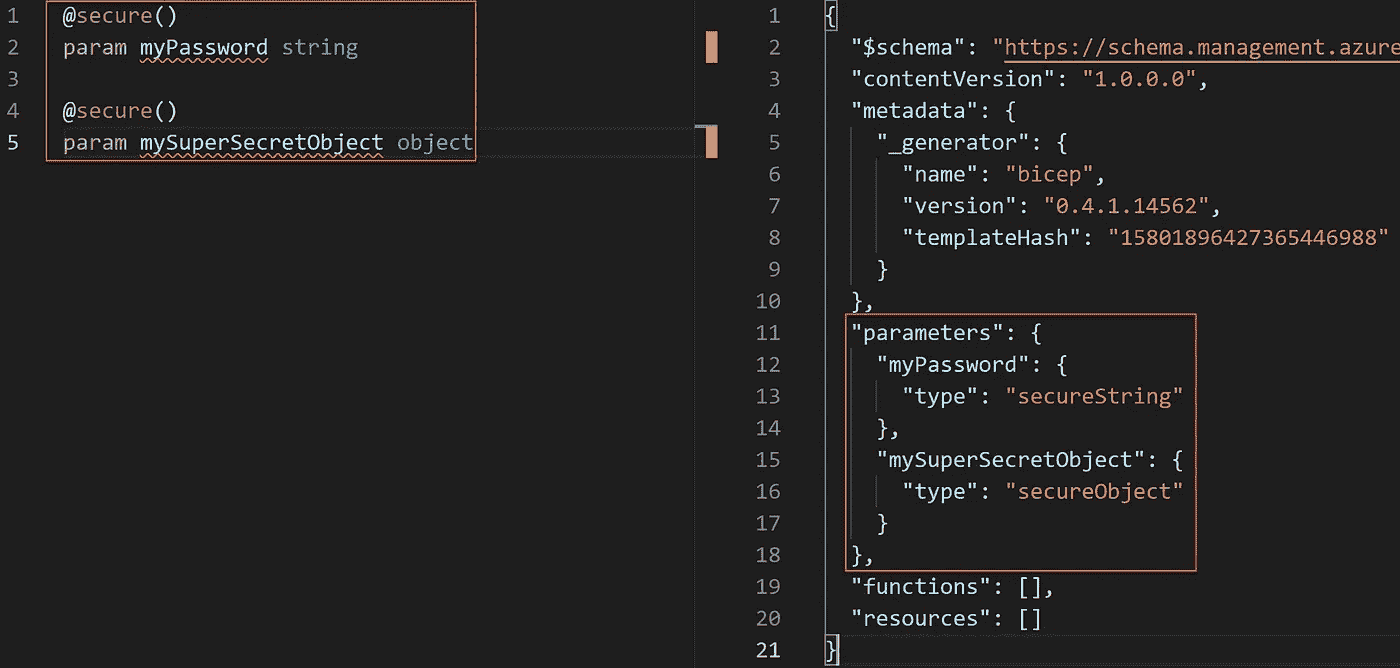 1 @secure()
2 param myPassword string
3
4 @secure()
5 param mySuperSecretObject object
1 {
2 "$schema": "https://schema.management.azure
3 "contentVersion": "1.0.0.0",
4 "metadata": {
5 "_generator": {
6 "name": "bicep",
7 "version": "0.4.1.14562",
8 "templateHash": "15801896427365446988"
9 }
10 },
11 "parameters": {
12 "myPassword": {
13 "type": "secureString"
14 },
15 "mySuperSecretObject": {
16 "type": "secureObject"
17 }
18 },
19 "functions": [],
20 "resources": []
21 }